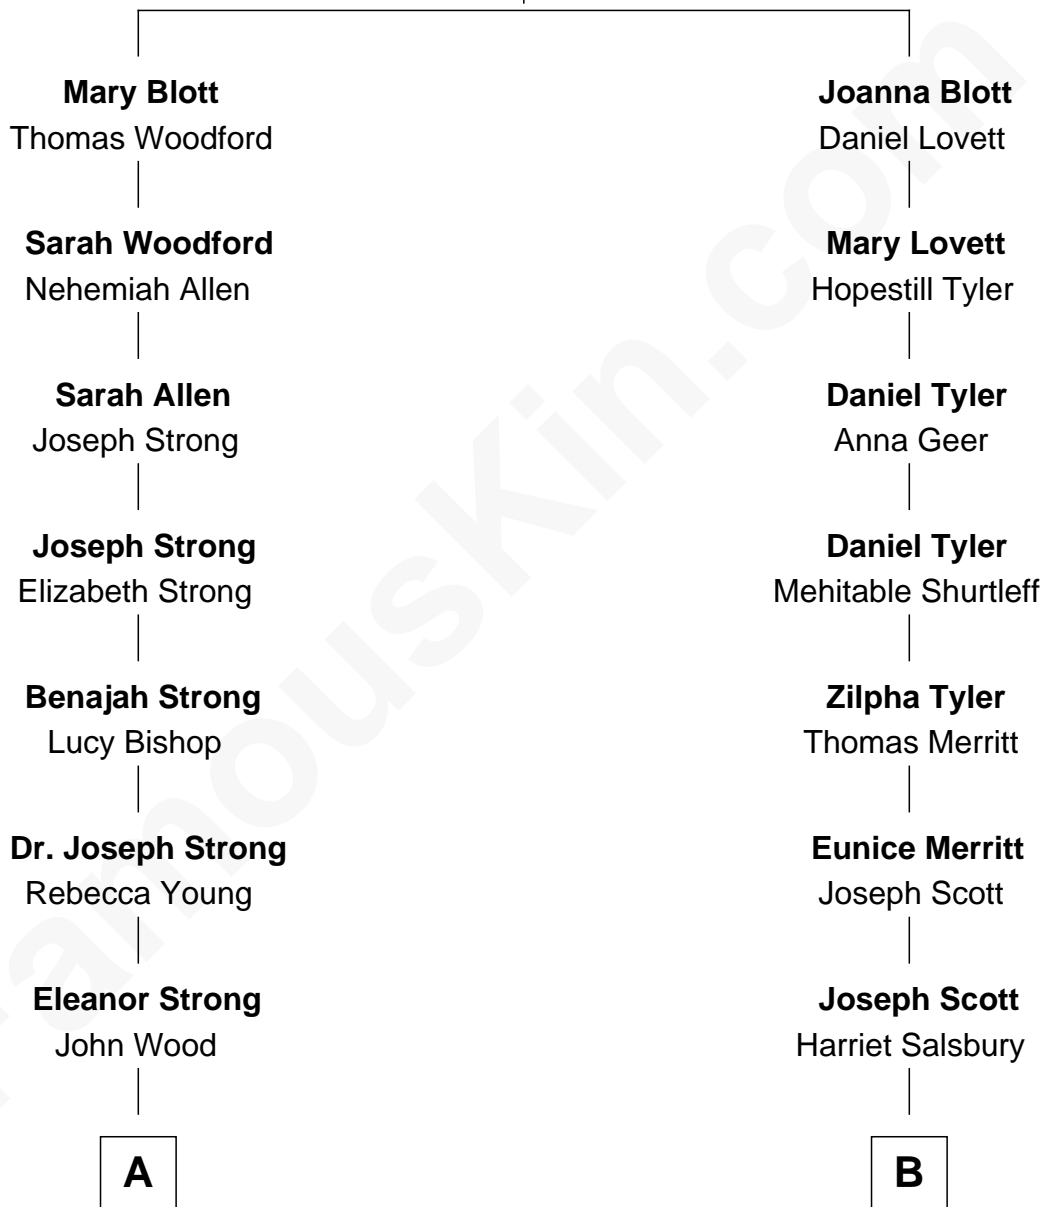 Mary Blott
Thomas Woodford
Sarah Woodford
Nehemiah Allen
Sarah Allen
Joseph Strong
Joseph Strong
Elizabeth Strong
Benajah Strong
Lucy Bishop
Dr. Joseph Strong
Rebecca Young
Eleanor Strong
John Wood
A
Joanna Blott
Daniel Lovett
Mary Lovett
Hopestill Tyler
Daniel Tyler
Anna Geer
Daniel Tyler
Mehitable Shurtleff
Zilpha Tyler
Thomas Merritt
Eunice Merritt
Joseph Scott
Joseph Scott
Harriet Salsbury
B
FamousKin.com